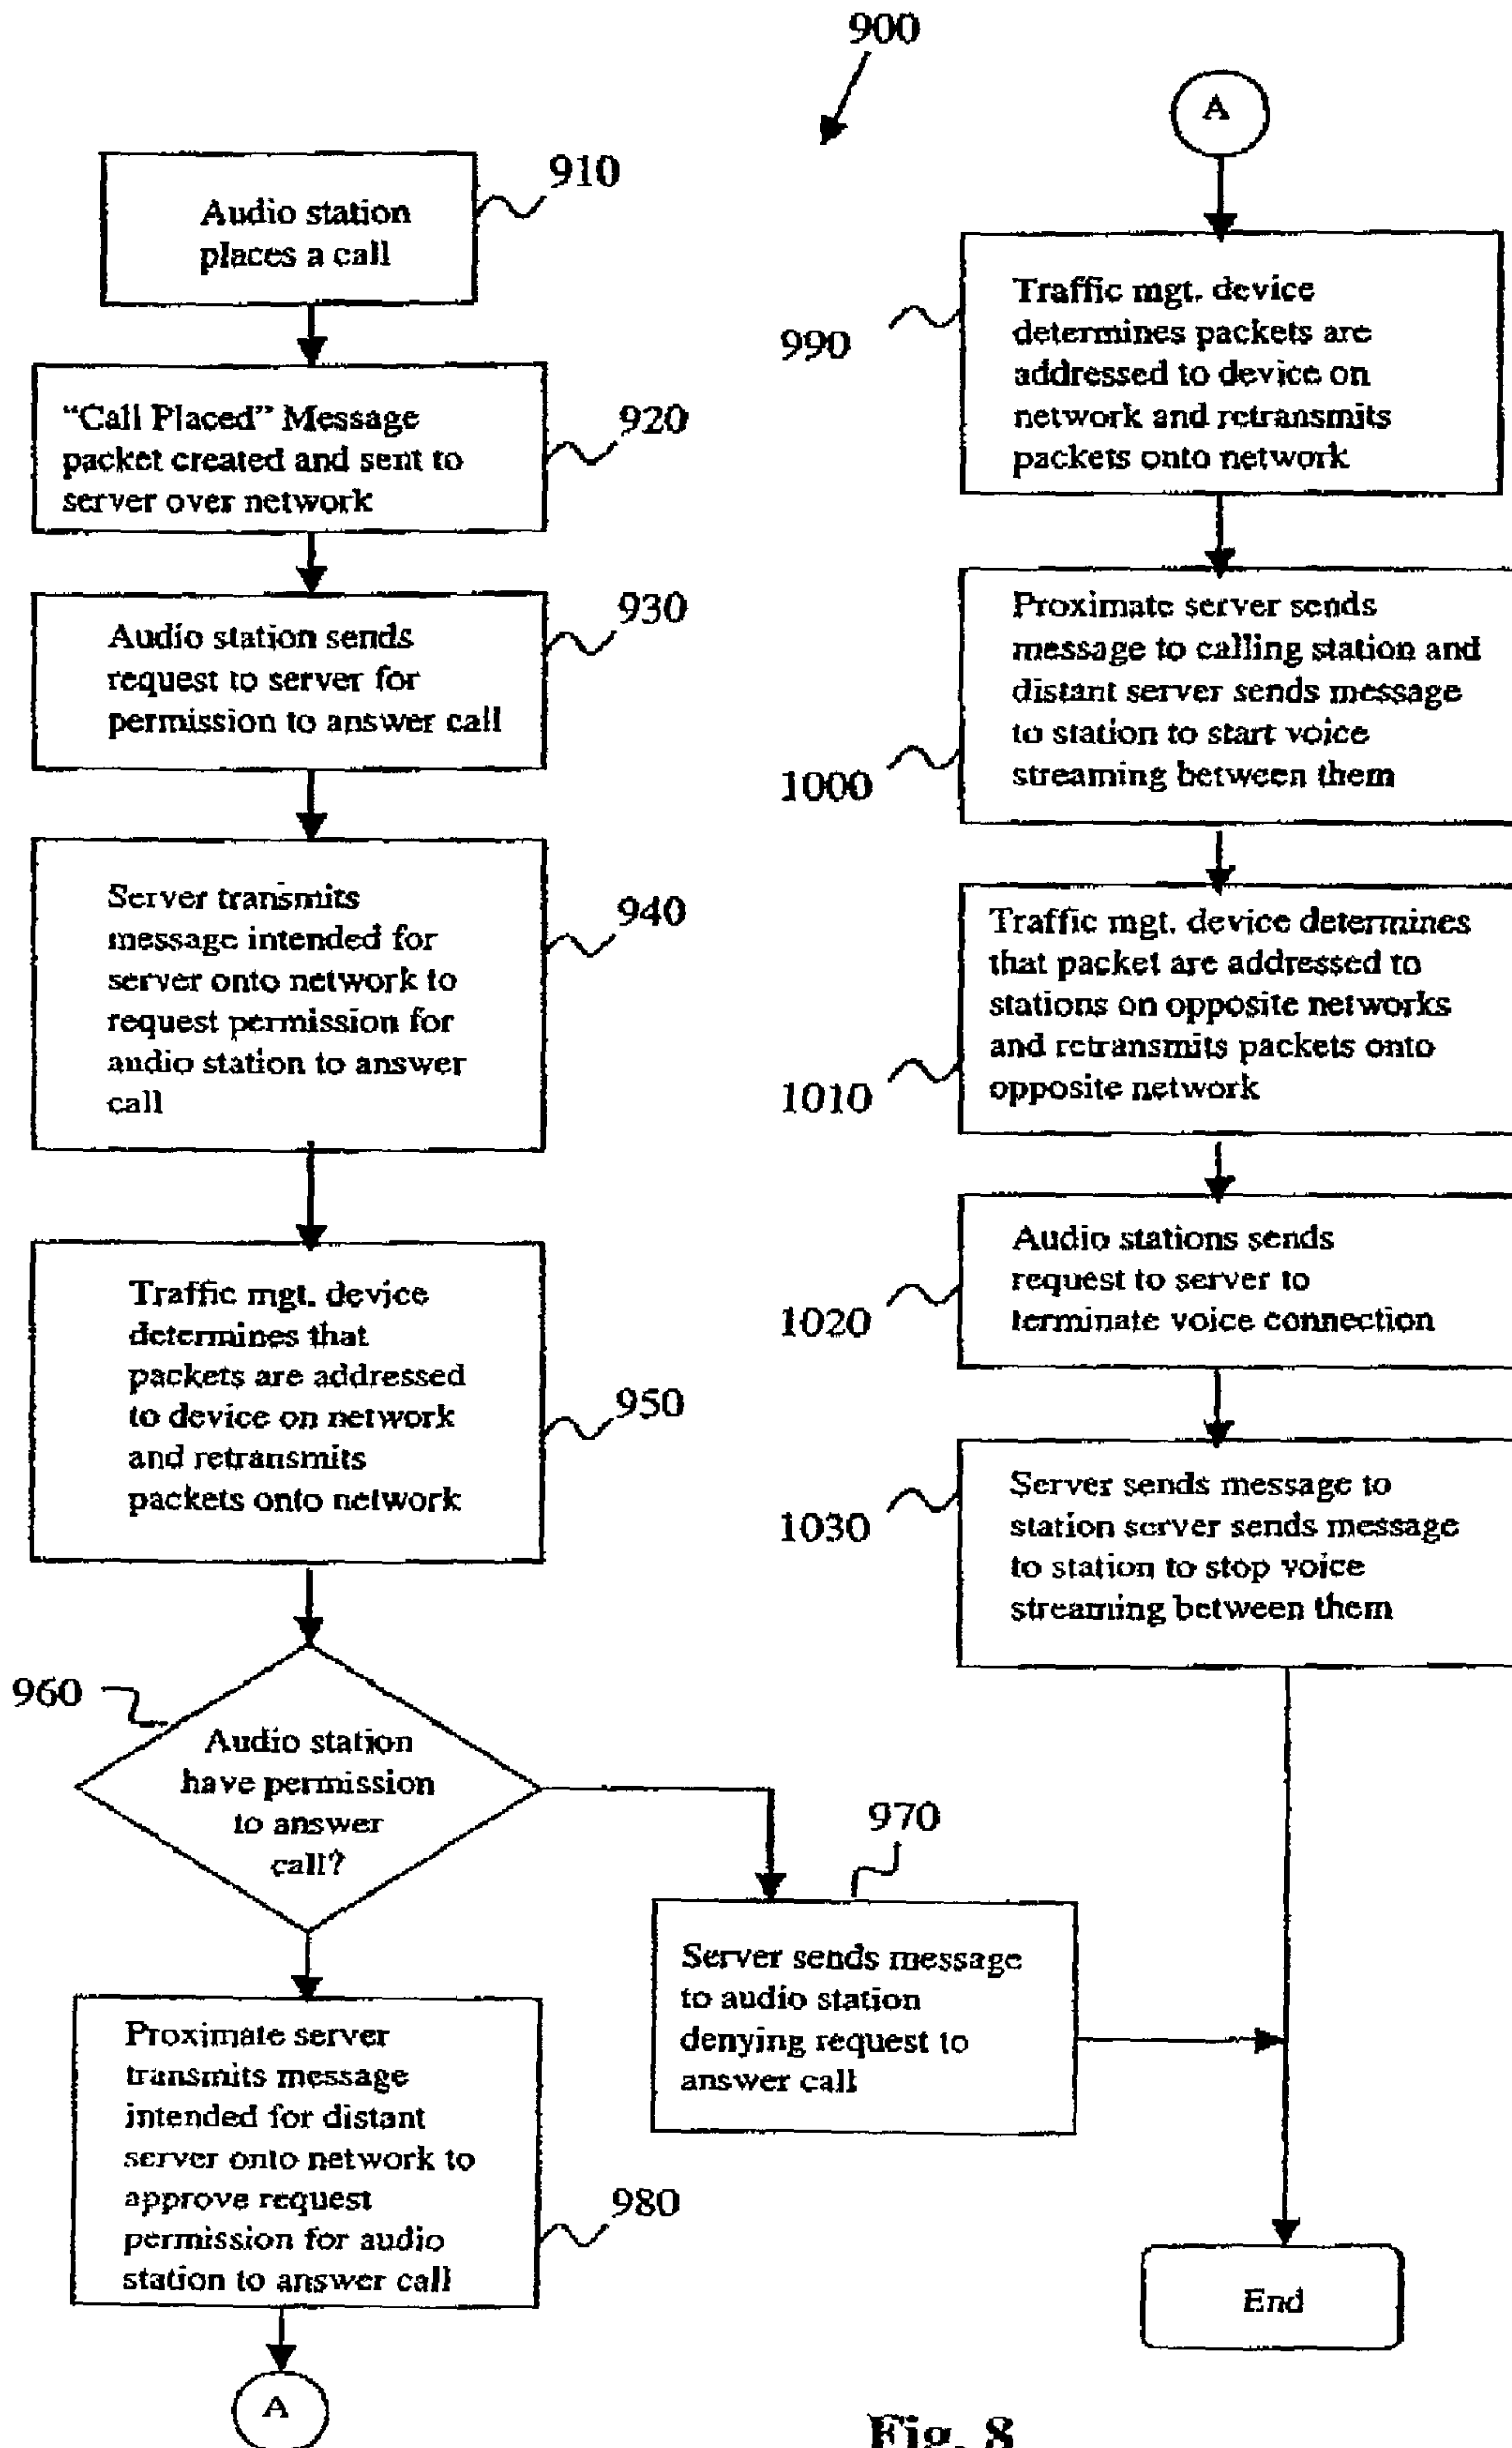 900
910
Audio station
places a call
920
"Call Placed" Message
packet created and sent to
server over network
930
Audio station sends
request to server for
permission to answer call
940
Server transmits
message intended for
server onto network to
request permission for
audio station to answer
call
950
Traffic mgt. device
determines that
packets are addressed
to device on network
and retransmits
packets onto network
960
Audio station
have permission
to answer
call?
970
Server sends message
to audio station
denying request to
answer call
980
Proximate server
transmits message
intended for distant
server onto network to
approve request
permission for audio
station to answer call
A
A
990
Traffic mgt. device
determines packets are
addressed to device on
network and retransmits
packets onto network
1000
Proximate server sends
message to calling station and
distant server sends message
to station to start voice
streaming between them
1010
Traffic mgt. device determines
that packet are addressed to
stations on opposite networks
and retransmits packets onto
opposite network
1020
Audio stations sends
request to server to
terminate voice connection
1030
Server sends message to
station server sends message
to station to stop voice
streaming between them
End
Fig. 8